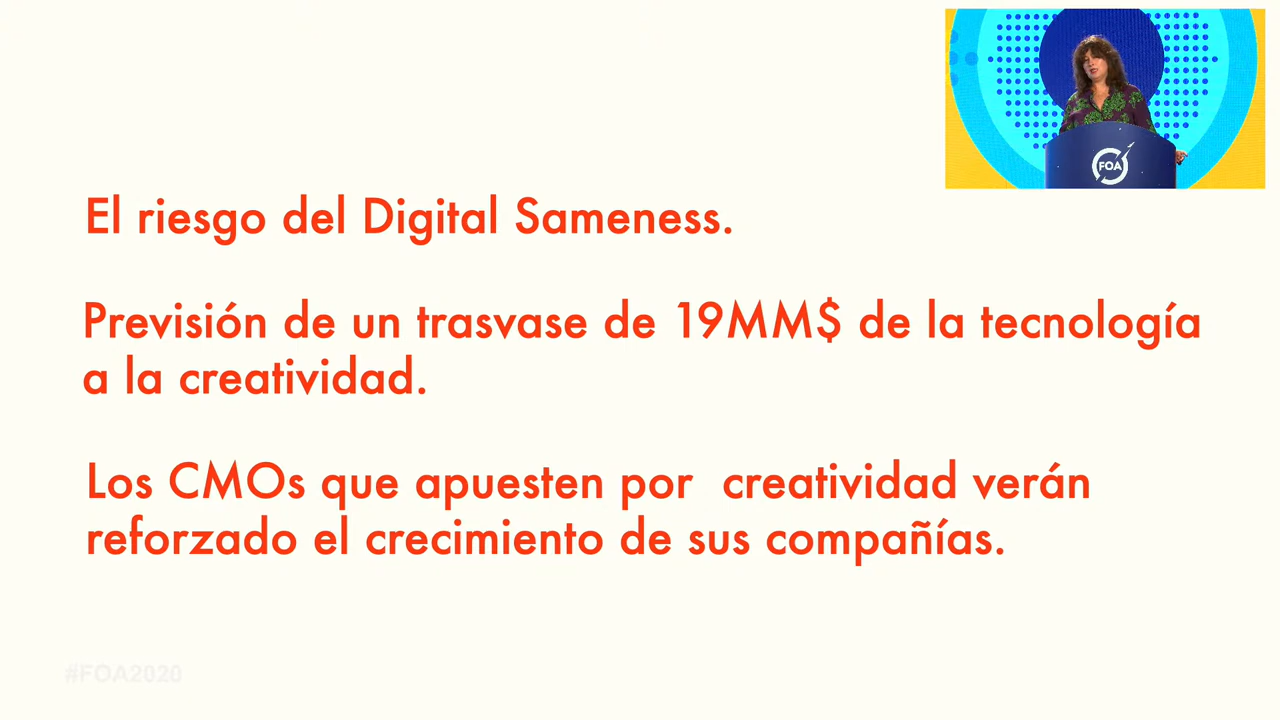 FOA
El riesgo del Digital Sameness.
Previsión de un trasvase de 19MM$ de la tecnología
a la creatividad.
Los CMOs que apuesten por creatividad verán
reforzado el crecimiento de sus compañías.
#FOA2020